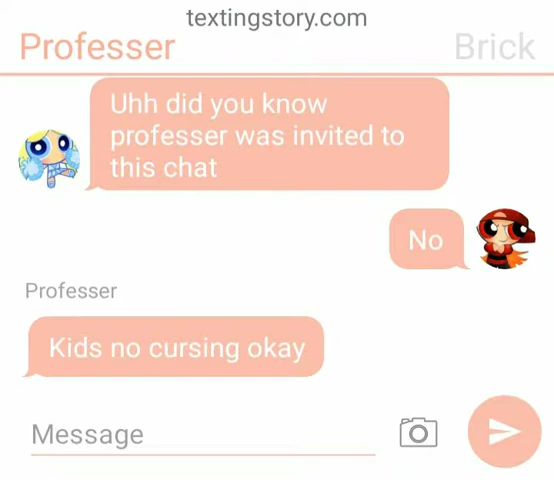 textingstory.com
Professer
Brick
Uhh did you know
professer was invited to
this chat
No
Professer
Kids no cursing okay
Message